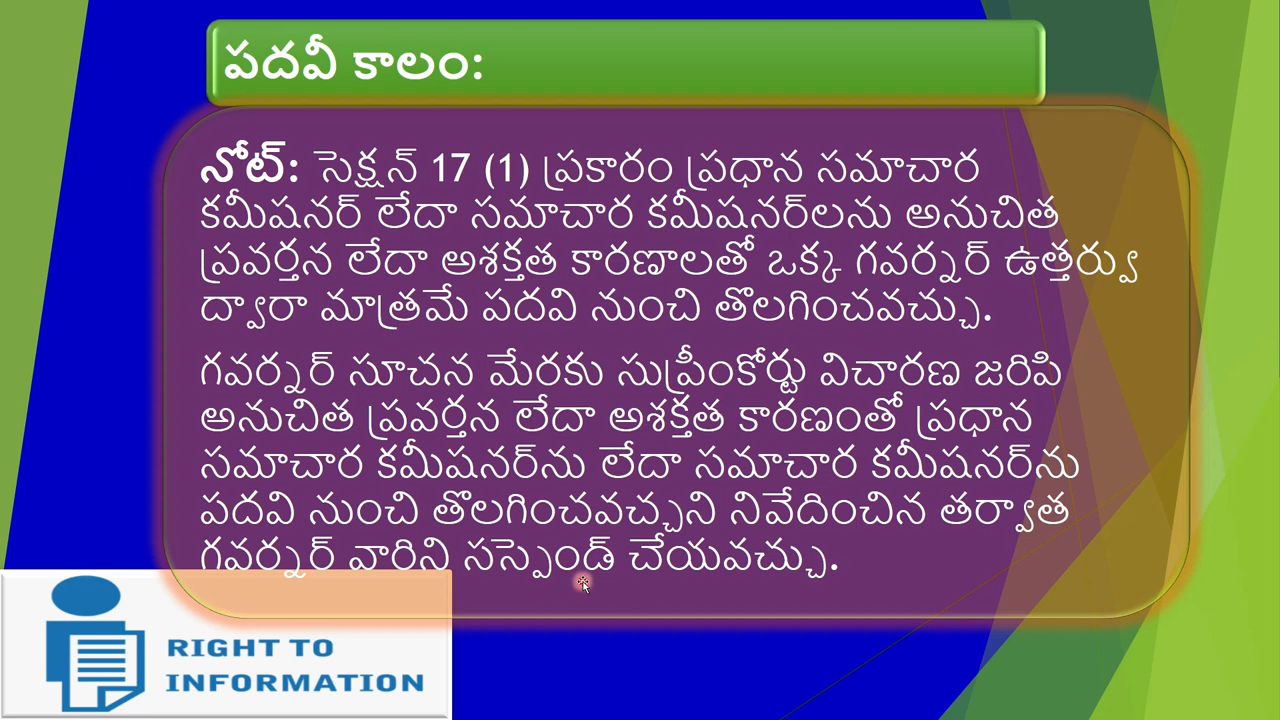 పదవీ కాలం:
నోట్: సెక్షన్ 17 (1) ప్రకారం ప్రధాన సమాచార
కమీషనర్ లేదా సమాచార కమీషనర్‌లను అనుచిత
ప్రవర్తన లేదా అశక్తత కారణాలతో ఒక్క గవర్నర్ ఉత్తర్వు
ద్వారా మాత్రమే పదవి నుంచి తొలగించవచ్చు.
గవర్నర్ సూచన మేరకు సుప్రీంకోర్టు విచారణ జరిపి
అనుచిత ప్రవర్తన లేదా అశక్తత కారణంతో ప్రధాన
సమాచార కమీషనర్‌ను లేదా సమాచార కమీషనర్‌ను
పదవి నుంచి తొలగించవచ్చని నివేదించిన తర్వాత
గవర్నర్ వారిని సస్పెండ్ చేయవచ్చు.
RIGHT TO
INFORMATION